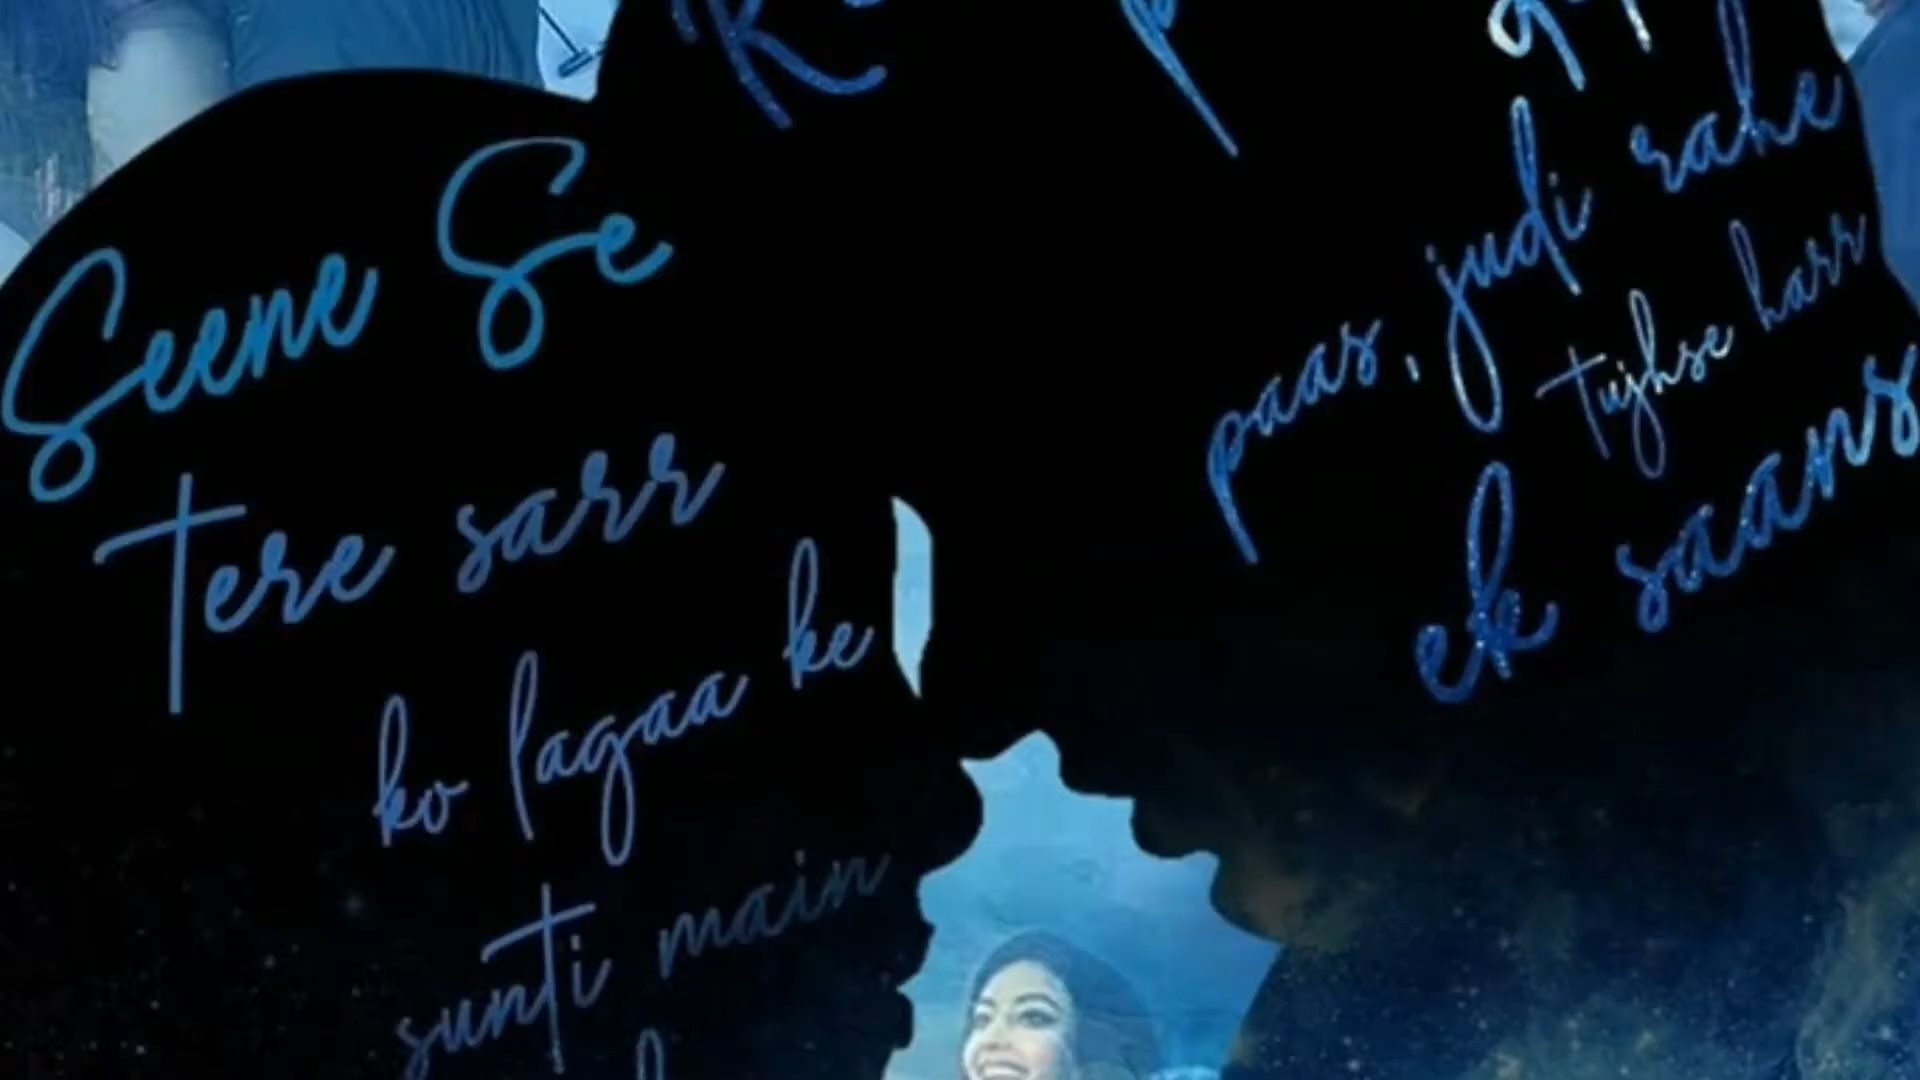 Seene Se
Tere sarr
ko lagaa ke
sunti main
paas, judi rahe
Tujhse harr
ek saans